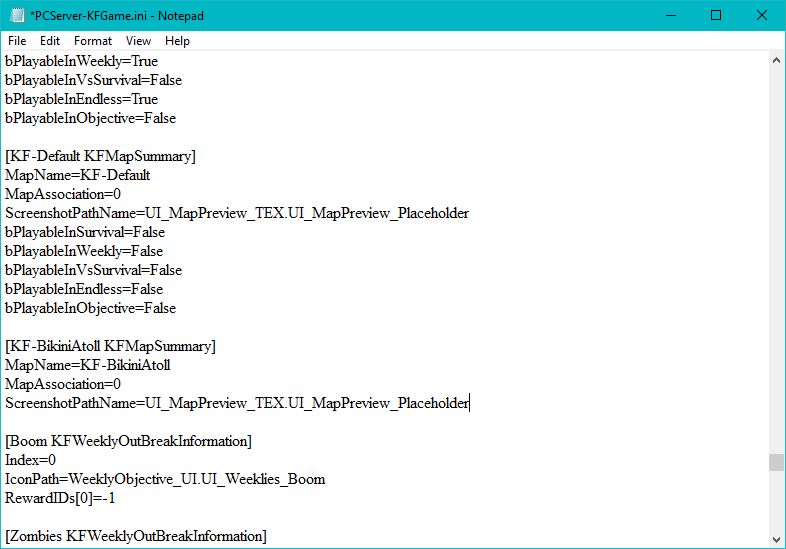 *PCServer-KFGame.ini - Notepad
File Edit Format View Help
bPlayableInWeekly=True
bPlayableInVsSurvival=False
bPlayableInEndless=True
bPlayableInObjective=False
[KF-Default KFMapSummary]
MapName=KF-Default
MapAssociation=0
ScreenshotPathName=UI_MapPreview_TEX.UI_MapPreview_Placeholder
bPlayableInSurvival=False
bPlayableInWeekly=False
bPlayableInVsSurvival=False
bPlayableInEndless=False
bPlayableInObjective=False
[KF-BikiniAtoll KFMapSummary]
MapName=KF-BikiniAtoll
MapAssociation=0
ScreenshotPathName=UI_MapPreview_TEX.UI_MapPreview_Placeholder
[Boom KFWeeklyOutBreakInformation]
Index=0
IconPath=WeeklyObjective_UI.UI_Weeklies_Boom
RewardIDs[0]=-1
[Zombies KFWeeklyOutBreakInformation]